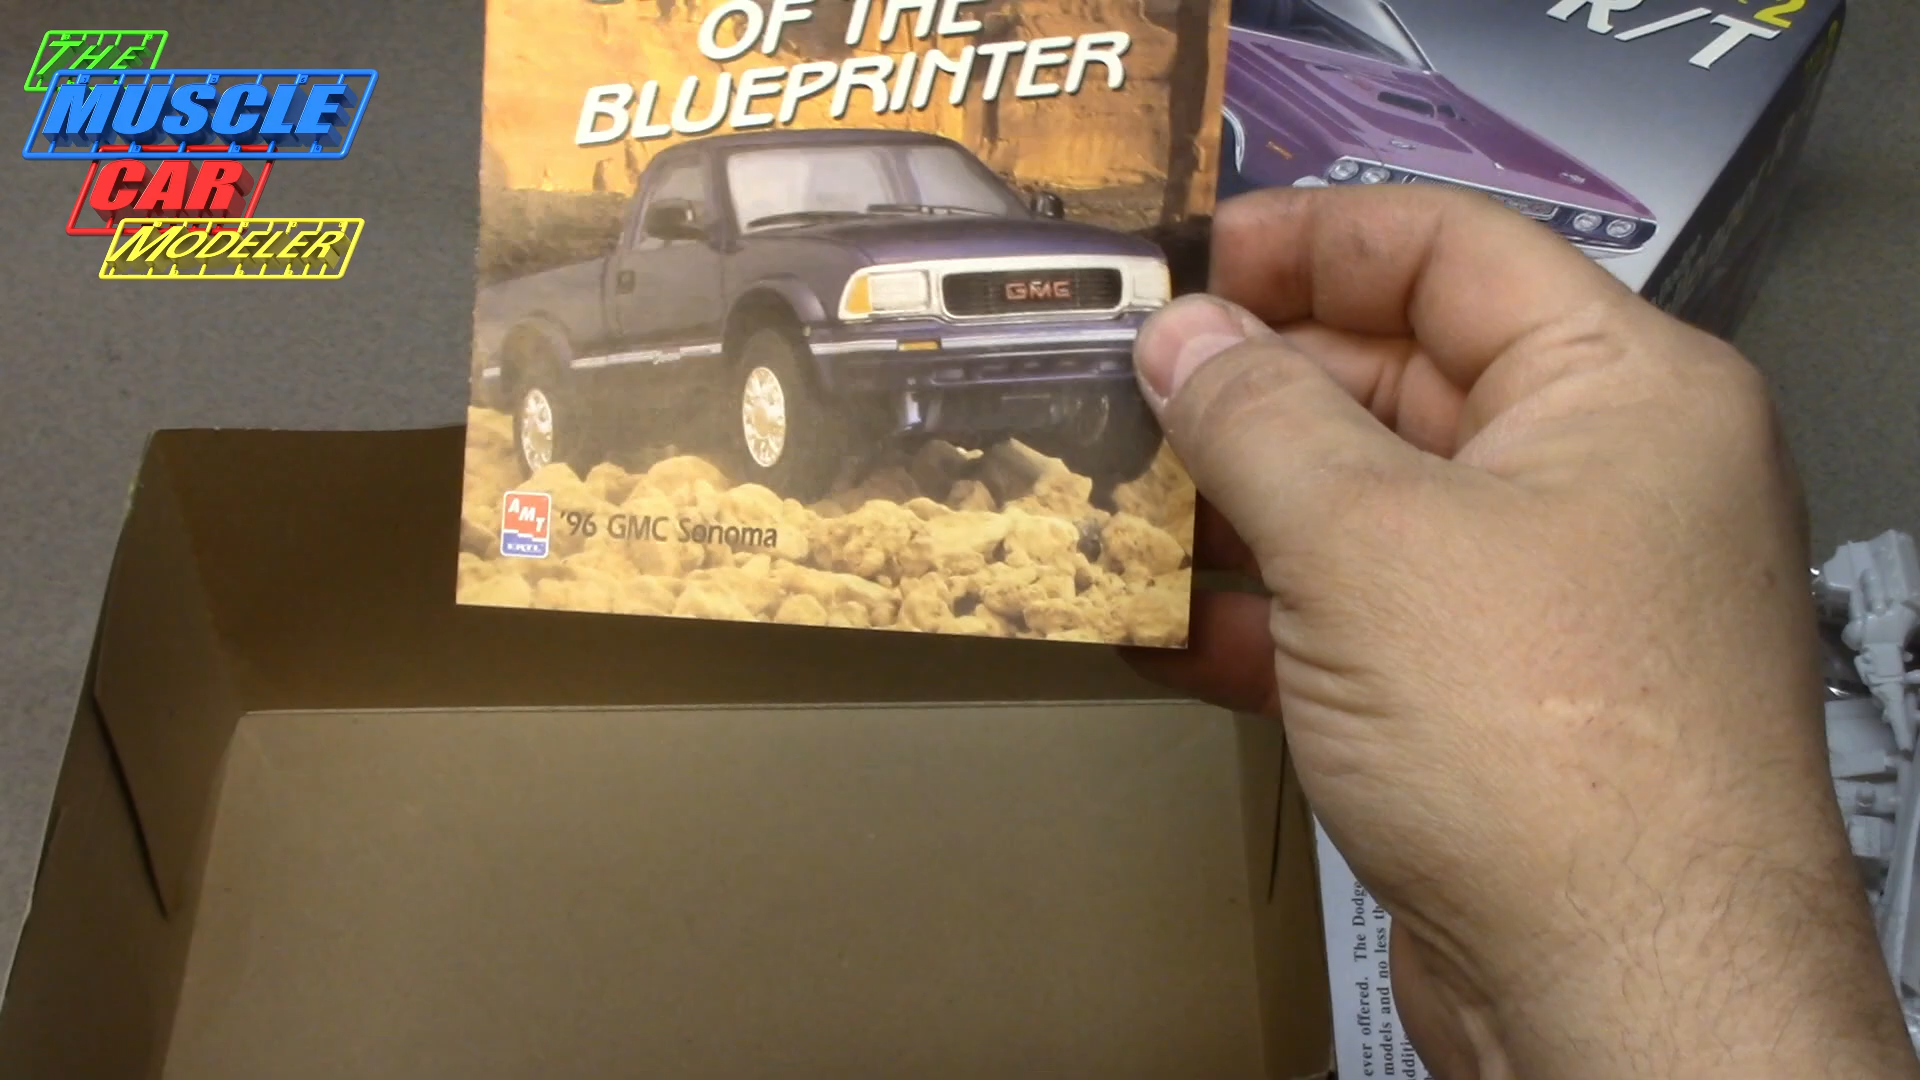 THE
MUSCLE
CAR
MODELER
OF THE
BLUEPRINTER
GMC
AMT
ERTL
'96 GMC Sonoma
R/T
ever offered. The Dodge
models and no less